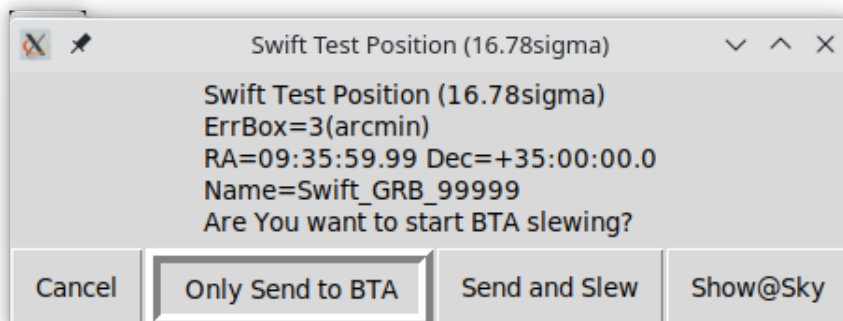 Swift Test Position (16.78sigma)
Swift Test Position (16.78sigma)
ErrBox=3(arcmin)
RA=09:35:59.99 Dec=+35:00:00.0
Name=Swift_GRB_99999
Are You want to start BTA slewing?
Cancel Only Send to BTA Send and Slew Show@Sky